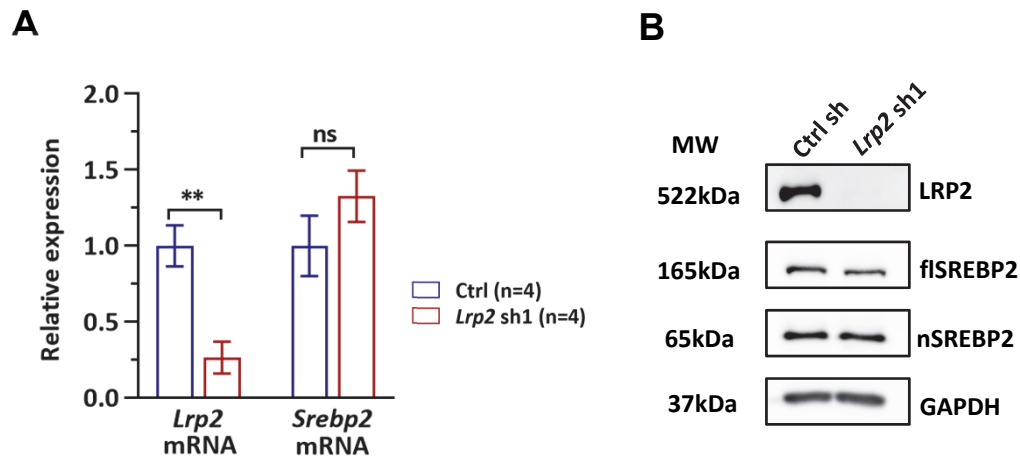 A
Relative expression
2.0
1.5
1.0
0.5
0.0
**
ns
Lrp2
mRNA
Srebp2
mRNA
Ctrl (n=4)
Lrp2 sh1 (n=4)
B
MW
Ctrl sh
Lrp2 sh1
522kDa
LRP2
165kDa
flSREBP2
65kDa
nSREBP2
37kDa
GAPDH